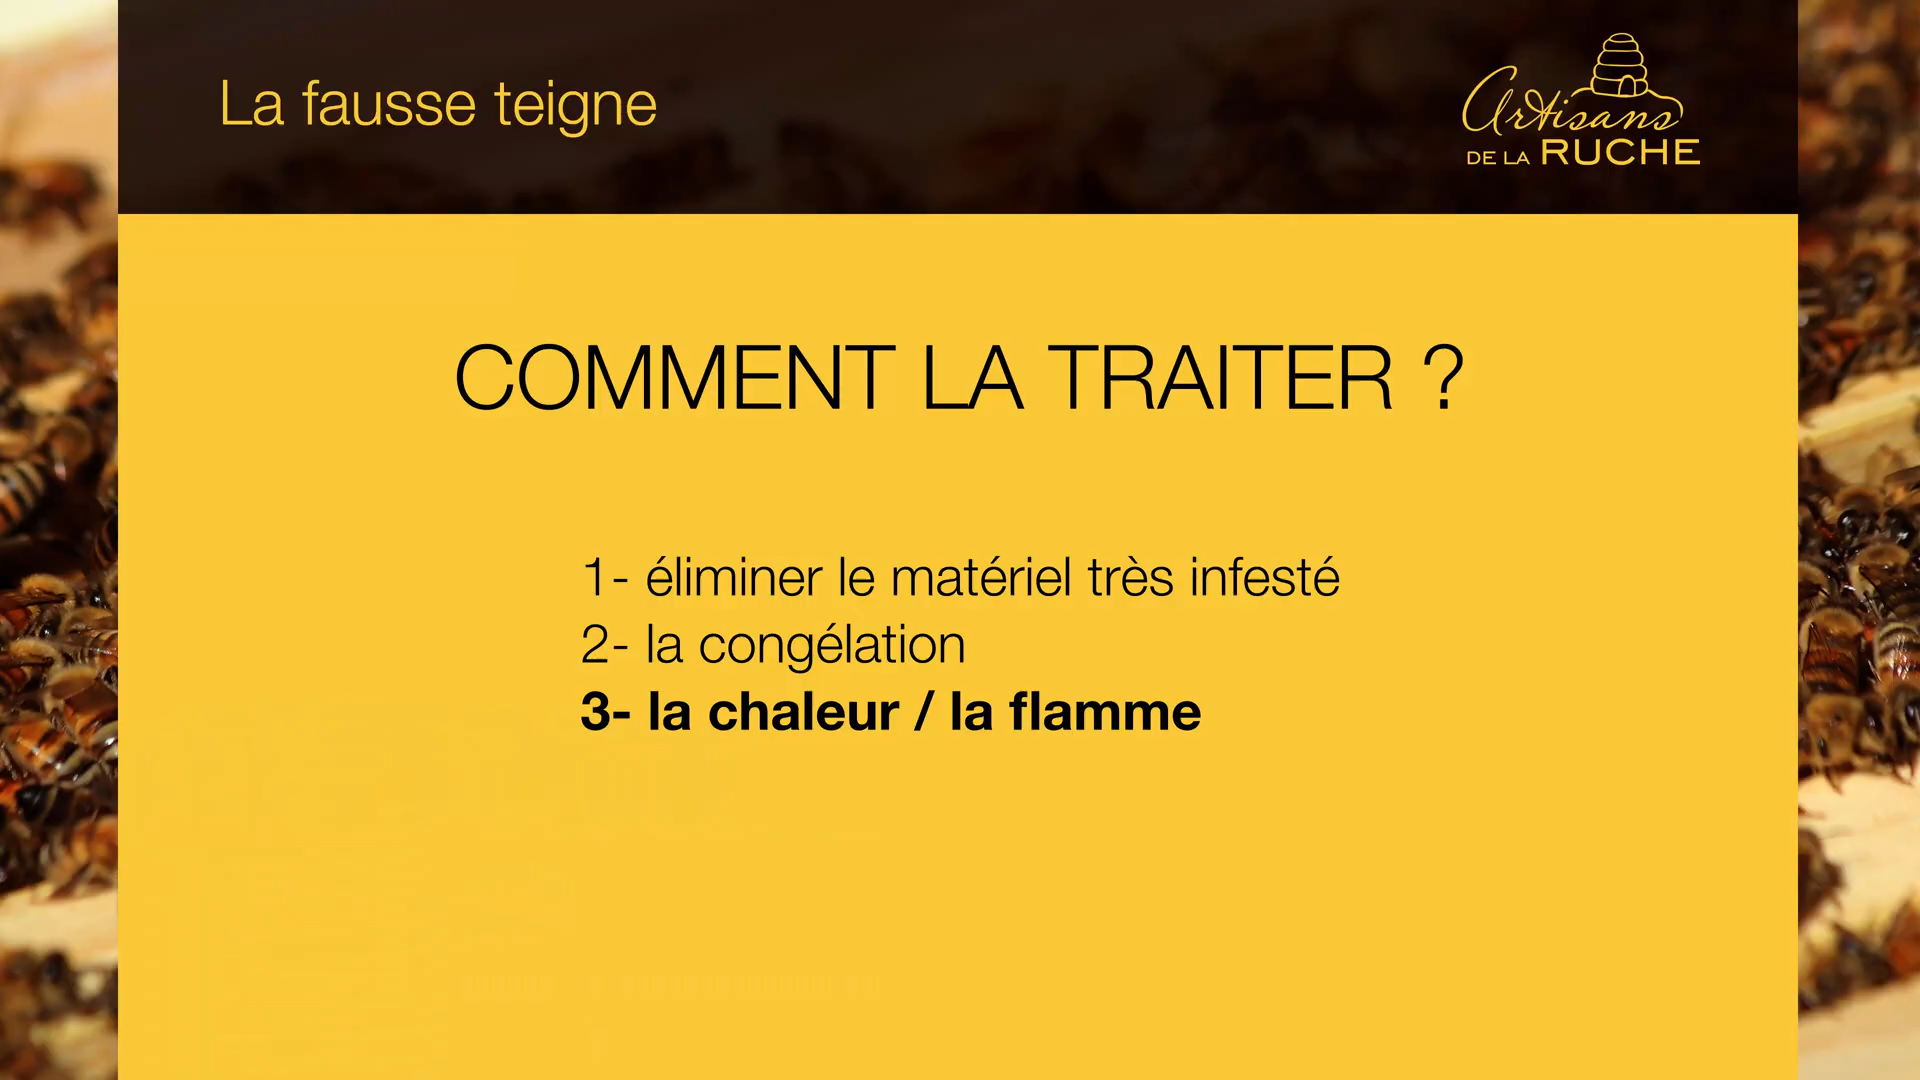 La fausse teigne
Artisans
DE LA RUCHE
COMMENT LA TRAITER ?
1- éliminer le matériel très infesté
2- la congélation
3- la chaleur / la flamme